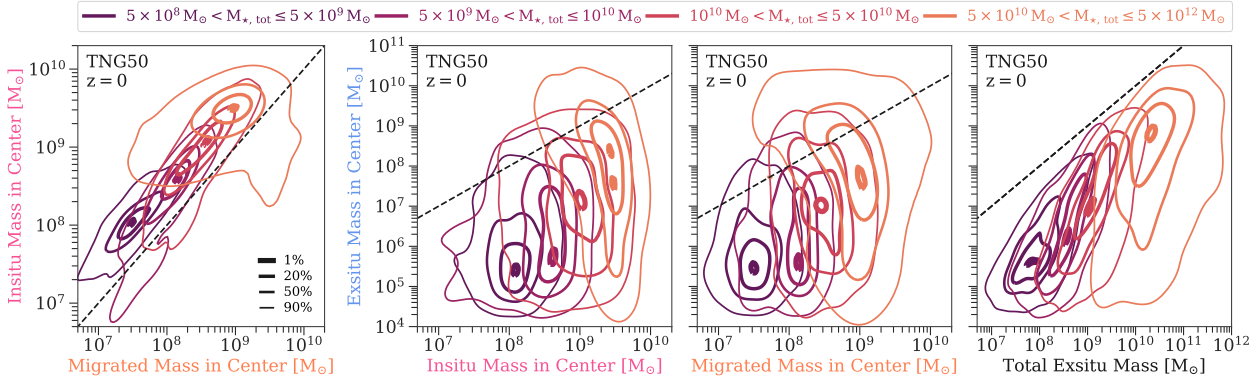 5 × 10⁸ M⊙ < M⋆, tot ≤ 5 × 10⁹ M⊙
5 × 10⁹ M⊙ < M⋆, tot ≤ 10¹⁰ M⊙
10¹⁰ M⊙ < M⋆, tot ≤ 5 × 10¹⁰ M⊙
5 × 10¹⁰ M⊙ < M⋆, tot ≤ 5 × 10¹² M⊙
TNG50
z = 0
Insitu Mass in Center [M⊙]
10¹⁰
10⁹
10⁸
10⁷
1%
20%
50%
90%
10⁷ 10⁸ 10⁹ 10¹⁰
Migrated Mass in Center [M⊙]
TNG50
z = 0
Exsitu Mass in Center [M⊙]
10¹¹
10¹⁰
10⁹
10⁸
10⁷
10⁶
10⁵
10⁴
10⁷ 10⁸ 10⁹ 10¹⁰
Insitu Mass in Center [M⊙]
TNG50
z = 0
10⁷ 10⁸ 10⁹ 10¹⁰
Migrated Mass in Center [M⊙]
TNG50
z = 0
10⁷ 10⁸ 10⁹ 10¹⁰ 10¹¹ 10¹²
Total Exsitu Mass [M⊙]